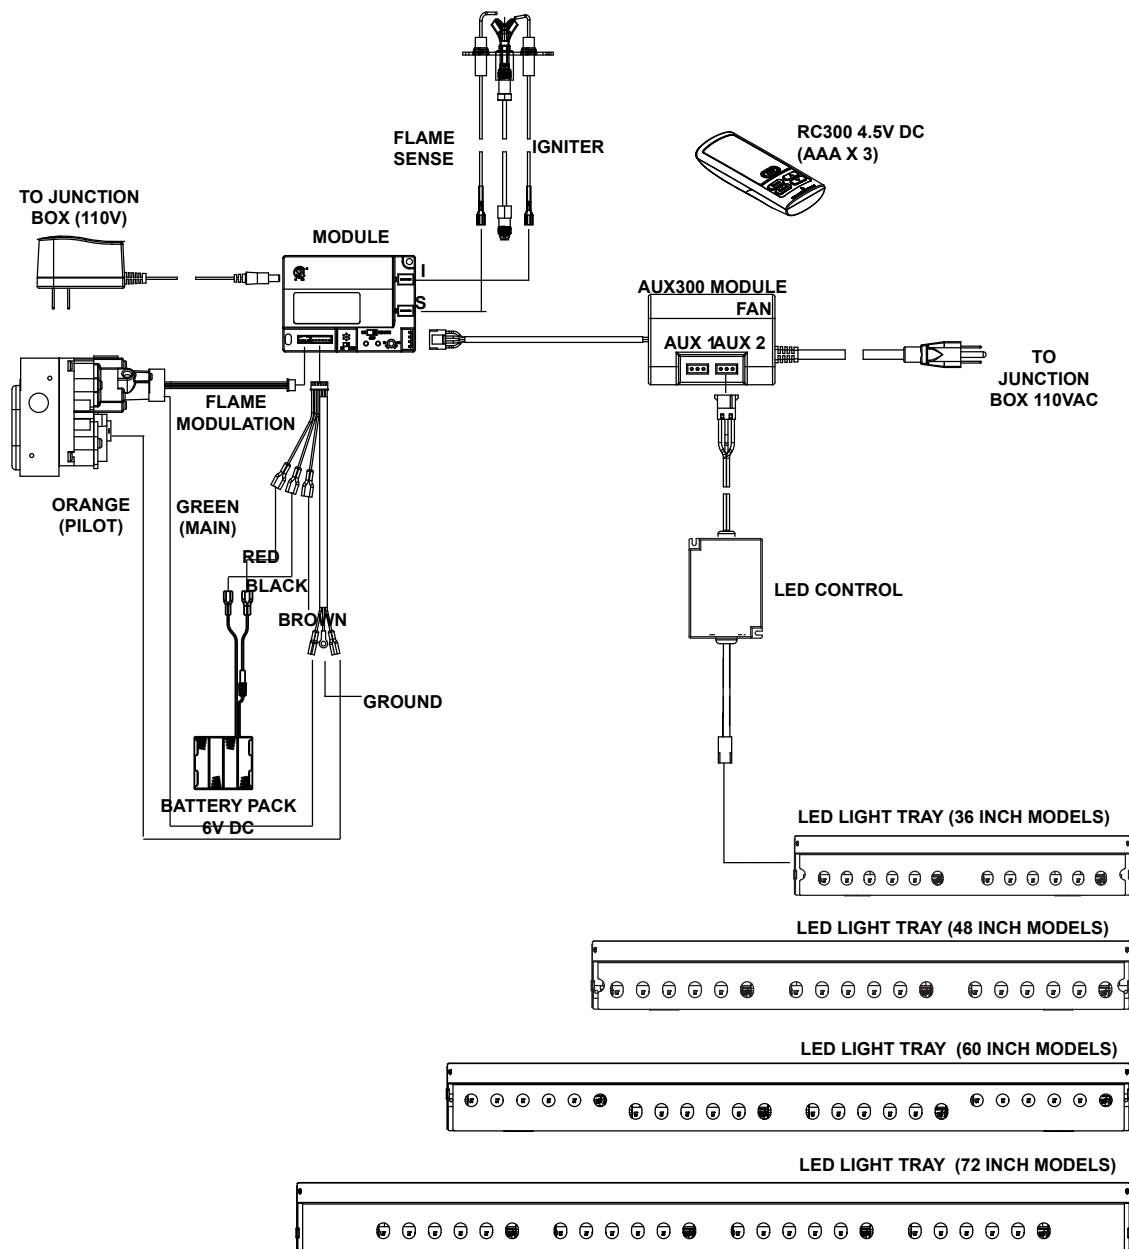 FLAME
SENSE
IGNITER
RC300 4.5V DC
(AAA X 3)
TO JUNCTION
BOX (110V)
MODULE
I
S
AUX300 MODULE
FAN
AUX 1
AUX 2
TO
JUNCTION
BOX 110VAC
FLAME
MODULATION
ORANGE
(PILOT)
GREEN
(MAIN)
RED
BLACK
BROWN
LED CONTROL
GROUND
BATTERY PACK
6V DC
LED LIGHT TRAY (36 INCH MODELS)
LED LIGHT TRAY (48 INCH MODELS)
LED LIGHT TRAY (60 INCH MODELS)
LED LIGHT TRAY (72 INCH MODELS)